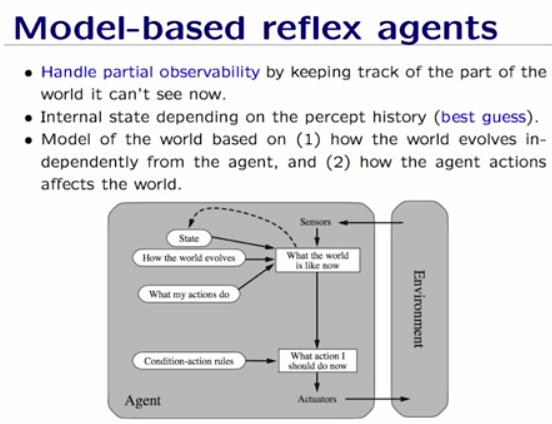 Model-based reflex agents
• Handle partial observability by keeping track of the part of the
world it can't see now.
• Internal state depending on the percept history (best guess).
• Model of the world based on (1) how the world evolves in-
dependently from the agent, and (2) how the agent actions
affects the world.
Sensors
State
How the world evolves
What the world
is like now
What my actions do
Environment
Condition-action rules
What action I
should do now
Agent
Actuators